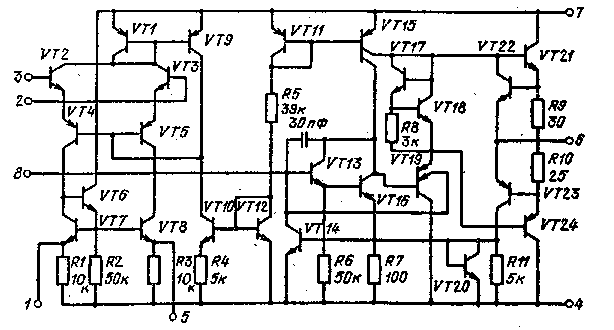 7
VT1
VT9
VT11
VT15
VT2
VT17
VT22
VT21
3
VT3
2
R5
39к
30пФ
VT18
R9
30
VT4
VT5
R8
3к
6
8
VT13
VT19
R10
25
VT6
VT16
VT23
VT7
VT8
VT10
VT12
VT14
VT24
R1
10к
R2
50к
R3
10к
R4
5к
R6
50к
R7
100
VT20
R11
5к
1
5
4